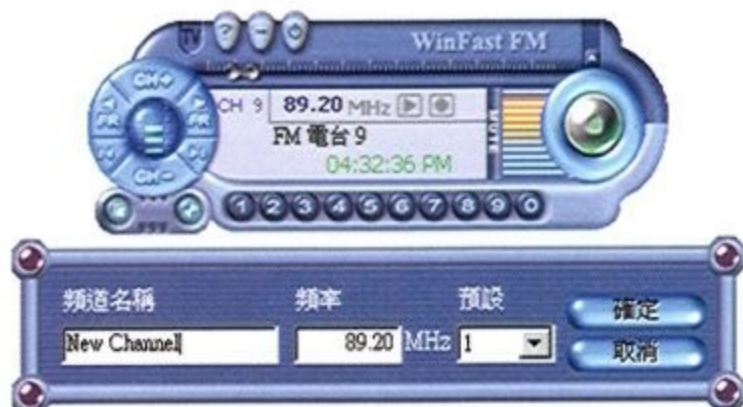 TV ? − WinFast FM
CH+
FR FR
CH-
CH 9 89.20 MHz
FM 電台 9
04:32:36 PM
MUTE
1 2 3 4 5 6 7 8 9 0
頻道名稱 頻率 預設
New Channel 89.20 MHz 1
確定
取消